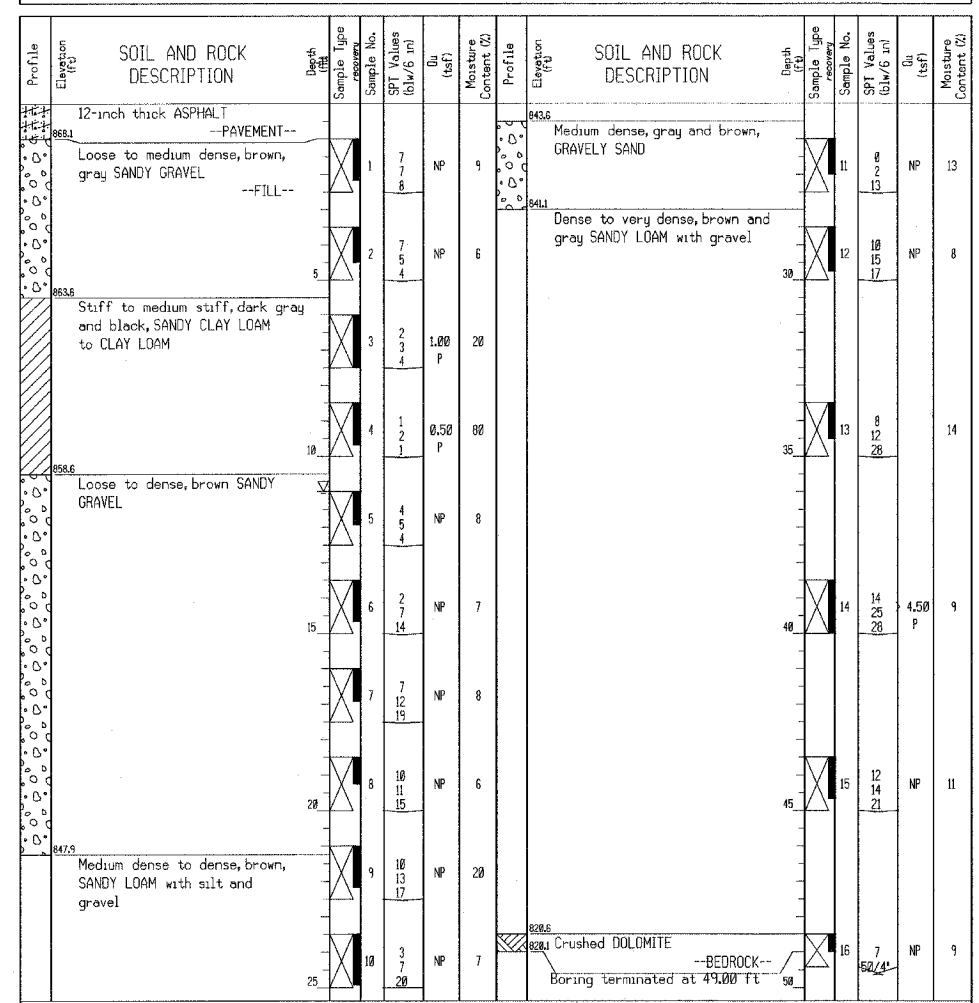 Profile
Elevation
(ft)
SOIL AND ROCK
DESCRIPTION
Depth
(ft)
Sample Type
recovery
Sample No.
SPT Values
(blw/6 in)
Qu
(tsf)
Moisture
Content (%)
12-inch thick ASPHALT
868.1
--PAVEMENT--
Loose to medium dense, brown,
gray SANDY GRAVEL
--FILL--
1
7
7
8
NP
9
2
7
5
4
NP
6
5
863.6
Stiff to medium stiff, dark gray
and black, SANDY CLAY LOAM
to CLAY LOAM
3
2
3
4
1.00
P
20
4
1
2
1
0.50
P
80
10
858.6
Loose to dense, brown SANDY
GRAVEL
5
4
5
4
NP
8
6
2
7
14
NP
7
15
7
7
12
19
NP
8
8
10
11
15
NP
6
20
847.9
Medium dense to dense, brown,
SANDY LOAM with silt and
gravel
9
10
13
17
NP
20
10
3
7
20
NP
7
25
Profile
Elevation
(ft)
SOIL AND ROCK
DESCRIPTION
Depth
(ft)
Sample Type
recovery
Sample No.
SPT Values
(blw/6 in)
Qu
(tsf)
Moisture
Content (%)
843.6
Medium dense, gray and brown,
GRAVELY SAND
11
0
2
13
NP
13
841.1
Dense to very dense, brown and
gray SANDY LOAM with gravel
12
10
15
17
NP
8
30
13
8
12
28
14
35
14
14
25
28
> 4.50
P
9
40
15
12
14
21
NP
11
45
820.6
820.1 Crushed DOLOMITE
--BEDROCK--
Boring terminated at 49.00 ft
16
7
50/4"
NP
9
50